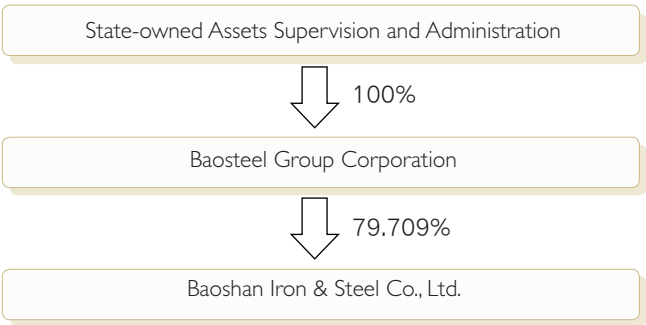 State-owned Assets Supervision and Administration
100%
Baosteel Group Corporation
79.709%
Baoshan Iron & Steel Co., Ltd.